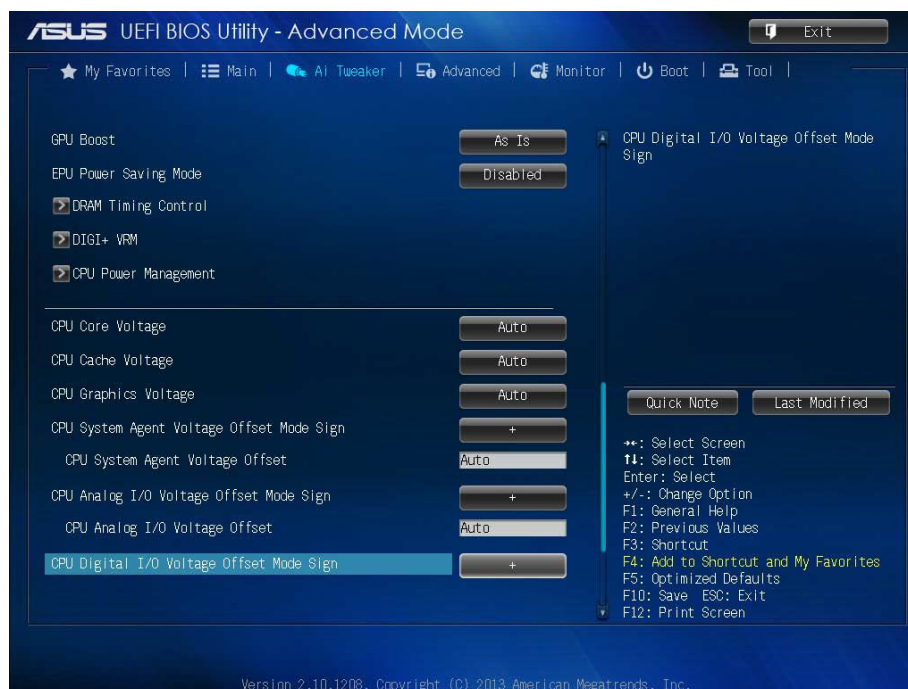 ASUS UEFI BIOS Utility - Advanced Mode
Exit
My Favorites | Main | Ai Tweaker | Advanced | Monitor | Boot | Tool |
GPU Boost As Is
CPU Digital I/O Voltage Offset Mode
Sign
EPU Power Saving Mode Disabled
DRAM Timing Control
DIGI+ VRM
CPU Power Management
CPU Core Voltage Auto
CPU Cache Voltage Auto
CPU Graphics Voltage Auto
CPU System Agent Voltage Offset Mode Sign +
CPU System Agent Voltage Offset Auto
CPU Analog I/O Voltage Offset Mode Sign +
CPU Analog I/O Voltage Offset Auto
CPU Digital I/O Voltage Offset Mode Sign +
Quick Note Last Modified
→←: Select Screen
↑↓: Select Item
Enter: Select
+/-: Change Option
F1: General Help
F2: Previous Values
F3: Shortcut
F4: Add to Shortcut and My Favorites
F5: Optimized Defaults
F10: Save ESC: Exit
F12: Print Screen
Version 2.10.1208. Copyright (C) 2013 American Megatrends, Inc.